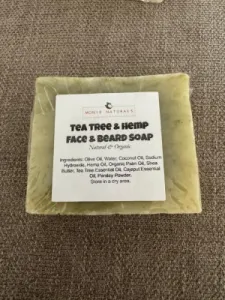 NATURALS
TEA TREE & HEMP
FACE & BEARD SOAP
Natural & Organic
Ingredients: Olive Oil, Water, Coconut Oil, Sodium
Hydroxide, Hemp Oil, Organic Palm Oil, Shea
Butter, Tea Tree Essential Oil, Cajeput Essential
Oil, Parsley Powder.
Store in a dry area.